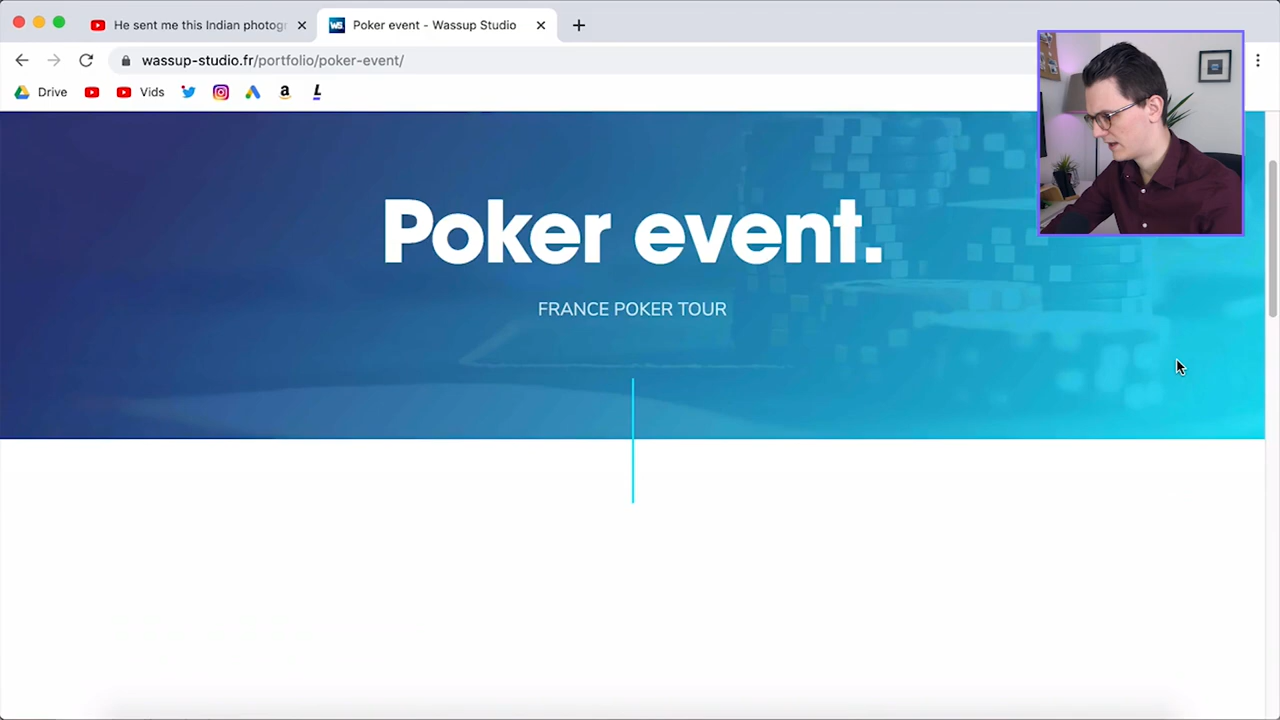 He sent me this Indian photogr
Poker event - Wassup Studio
wassup-studio.fr/portfolio/poker-event/
Drive
Vids
Poker event.
FRANCE POKER TOUR